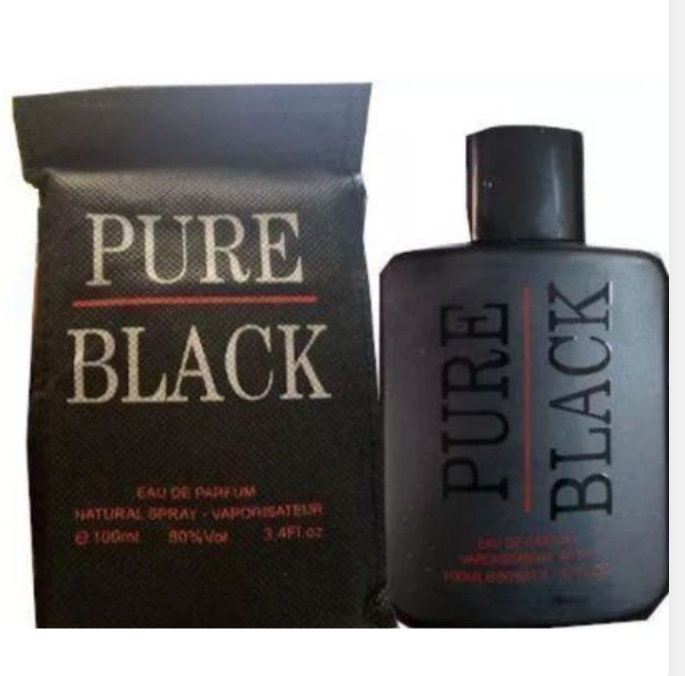 PURE
BLACK
EAU DE PARFUM
NATURAL SPRAY - VAPORISATEUR
e 100ml 80%Vol 3.4Fl.oz
PURE
BLACK
EAU DE PARFUM